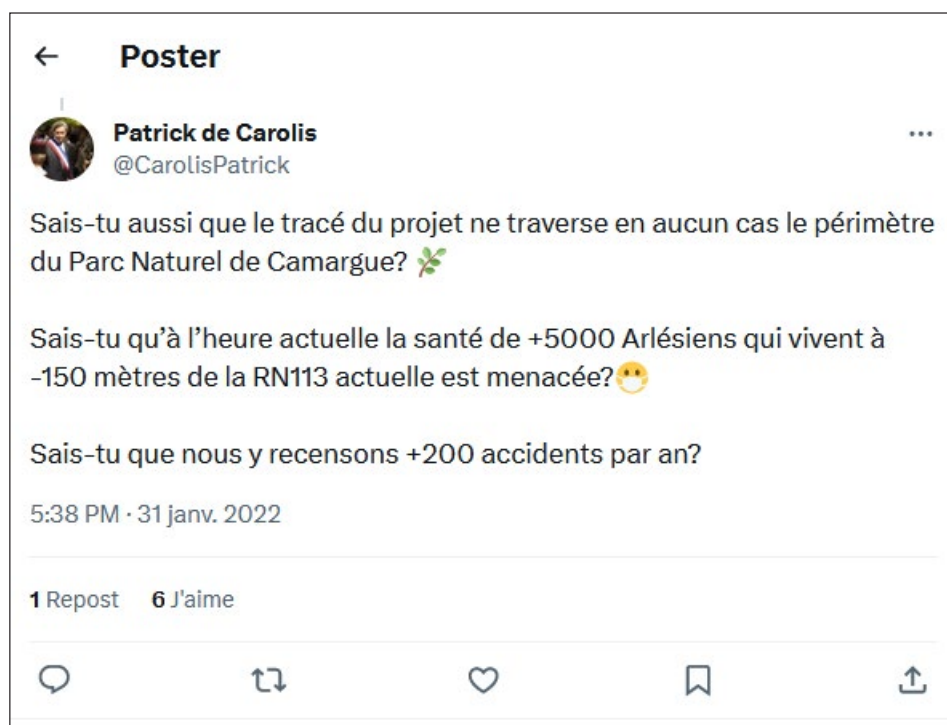 Poster
Patrick de Carolis
@CarolisPatrick
Sais-tu aussi que le tracé du projet ne traverse en aucun cas le périmètre
du Parc Naturel de Camargue? 🌿
Sais-tu qu’à l’heure actuelle la santé de +5000 Arlésiens qui vivent à
-150 mètres de la RN113 actuelle est menacée?😷
Sais-tu que nous y recensons +200 accidents par an?
5:38 PM · 31 janv. 2022
1 Repost 6 J'aime